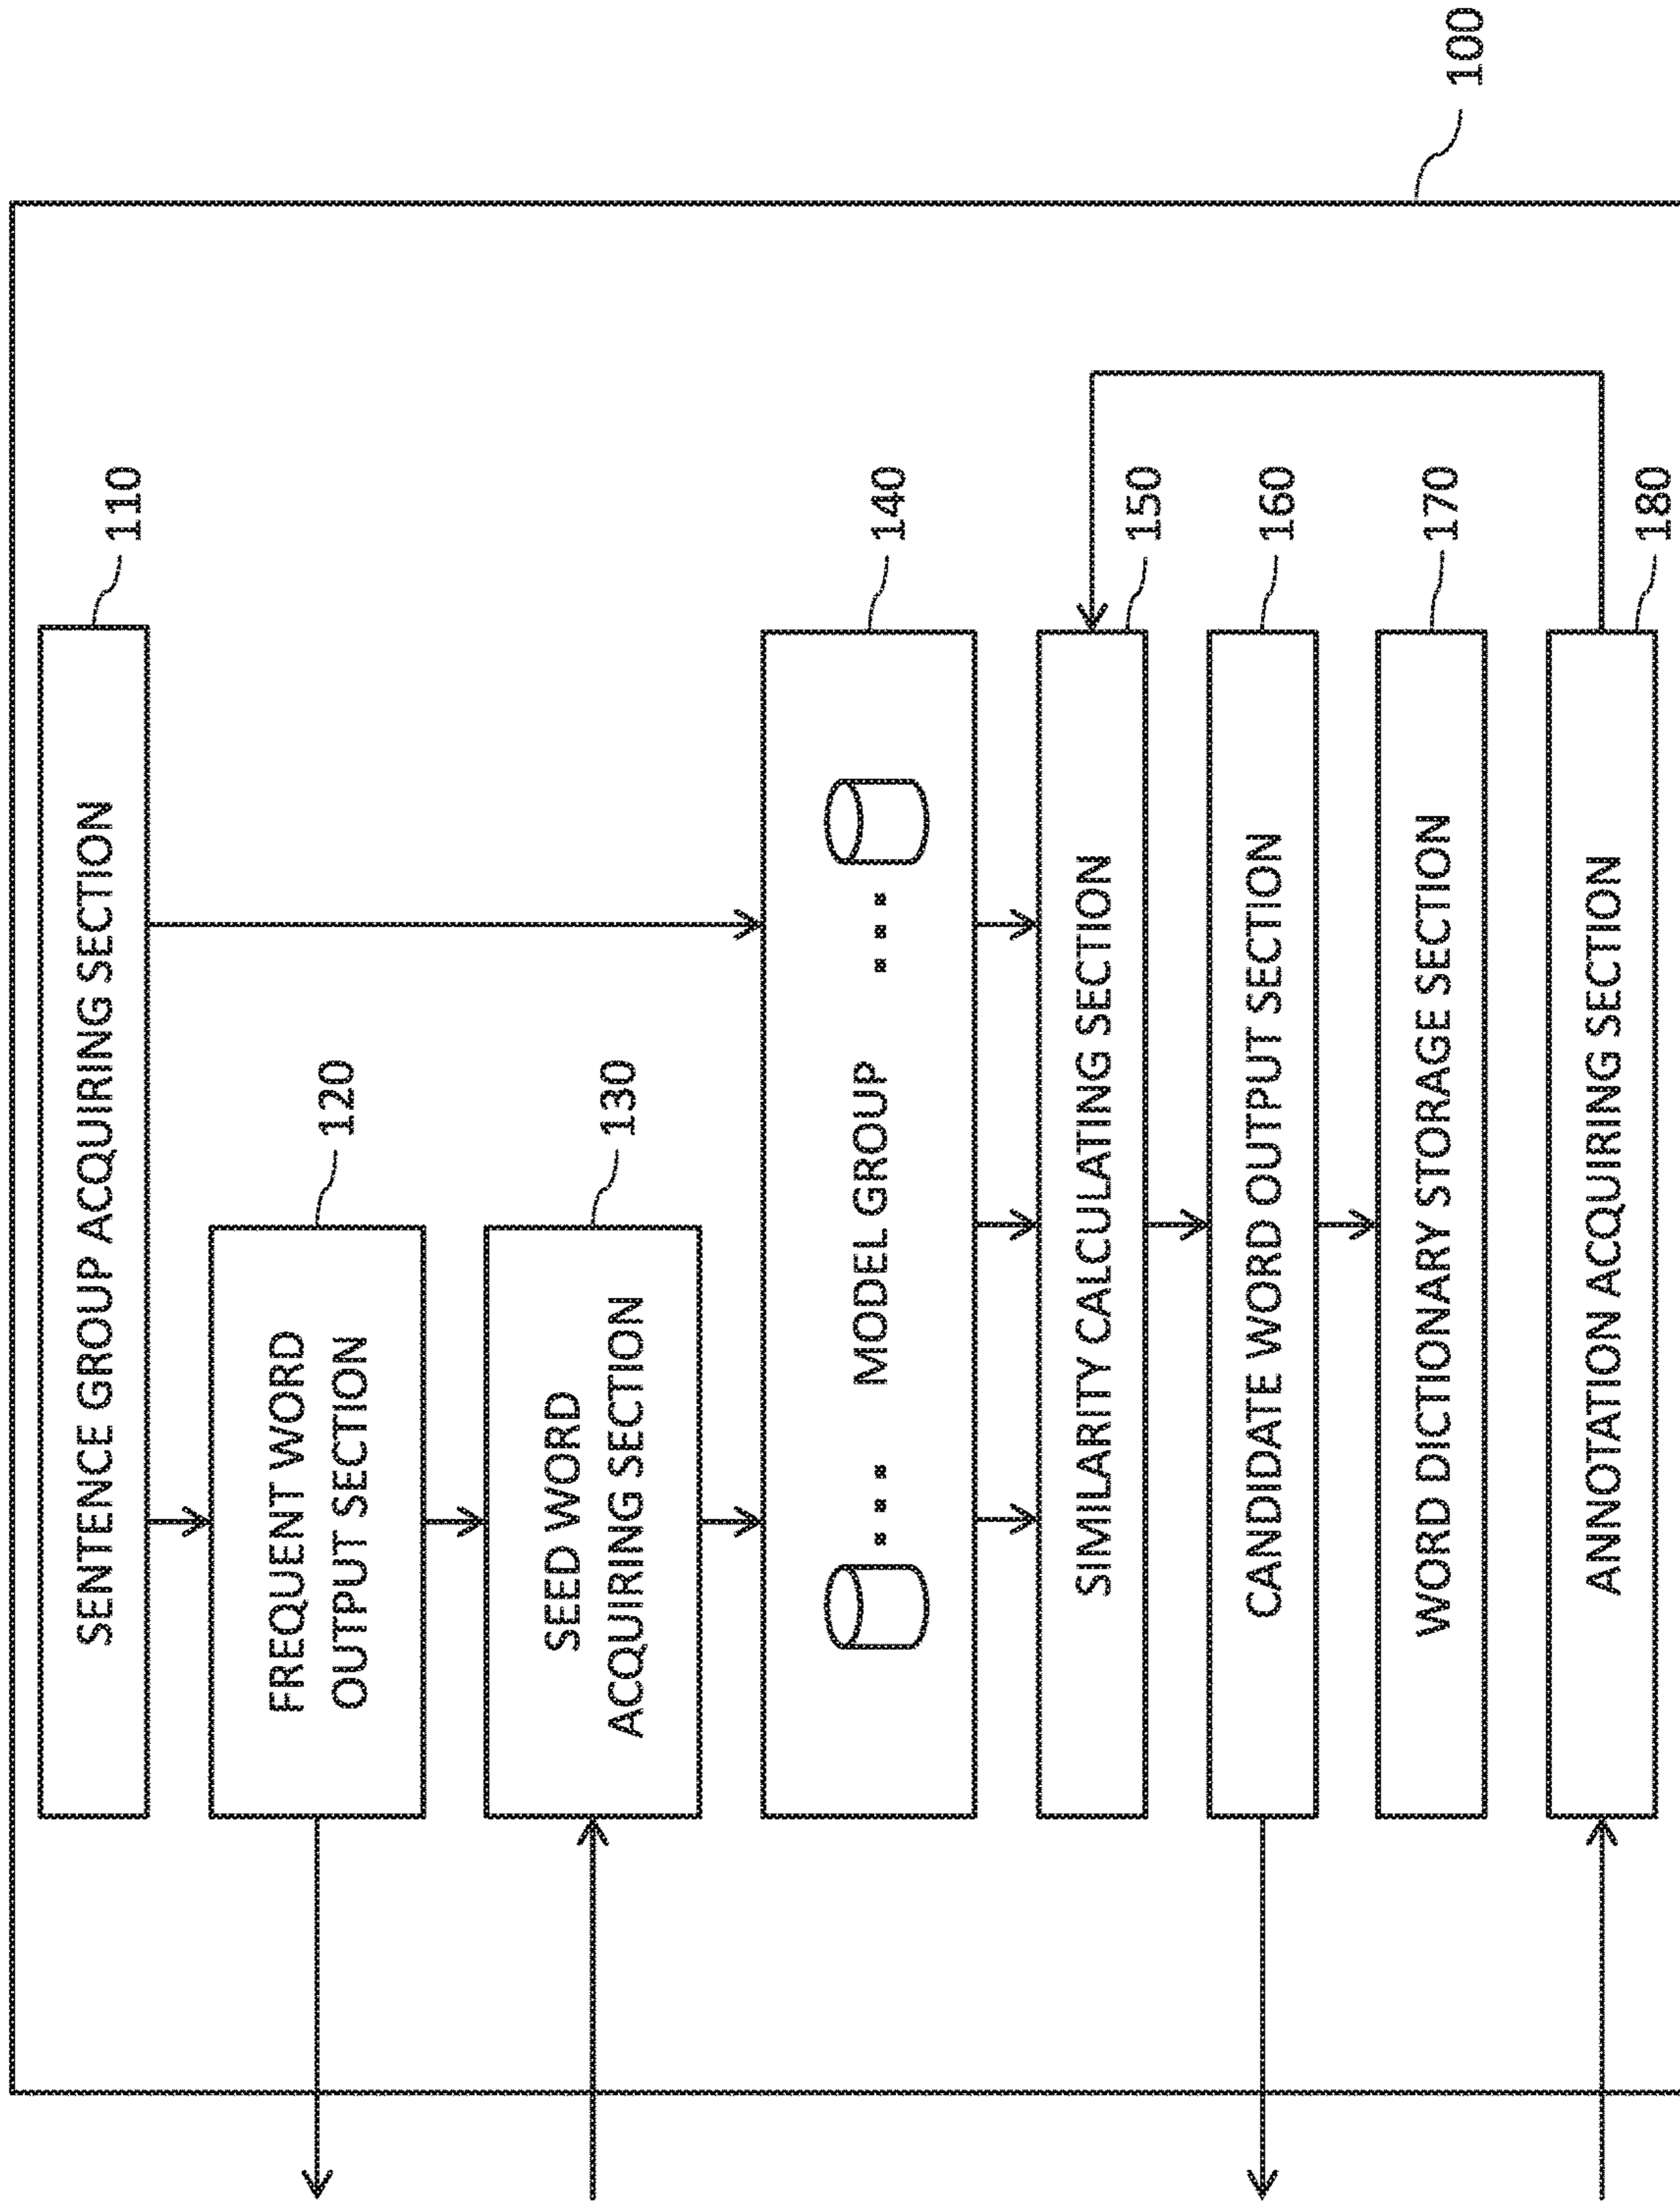 100
SENTENCE GROUP ACQUIRING SECTION
110
FREQUENT WORD
OUTPUT SECTION
120
SEED WORD
ACQUIRING SECTION
130
MODEL GROUP
140
SIMILARITY CALCULATING SECTION
150
CANDIDATE WORD OUTPUT SECTION
160
WORD DICTIONARY STORAGE SECTION
170
ANNOTATION ACQUIRING SECTION
180